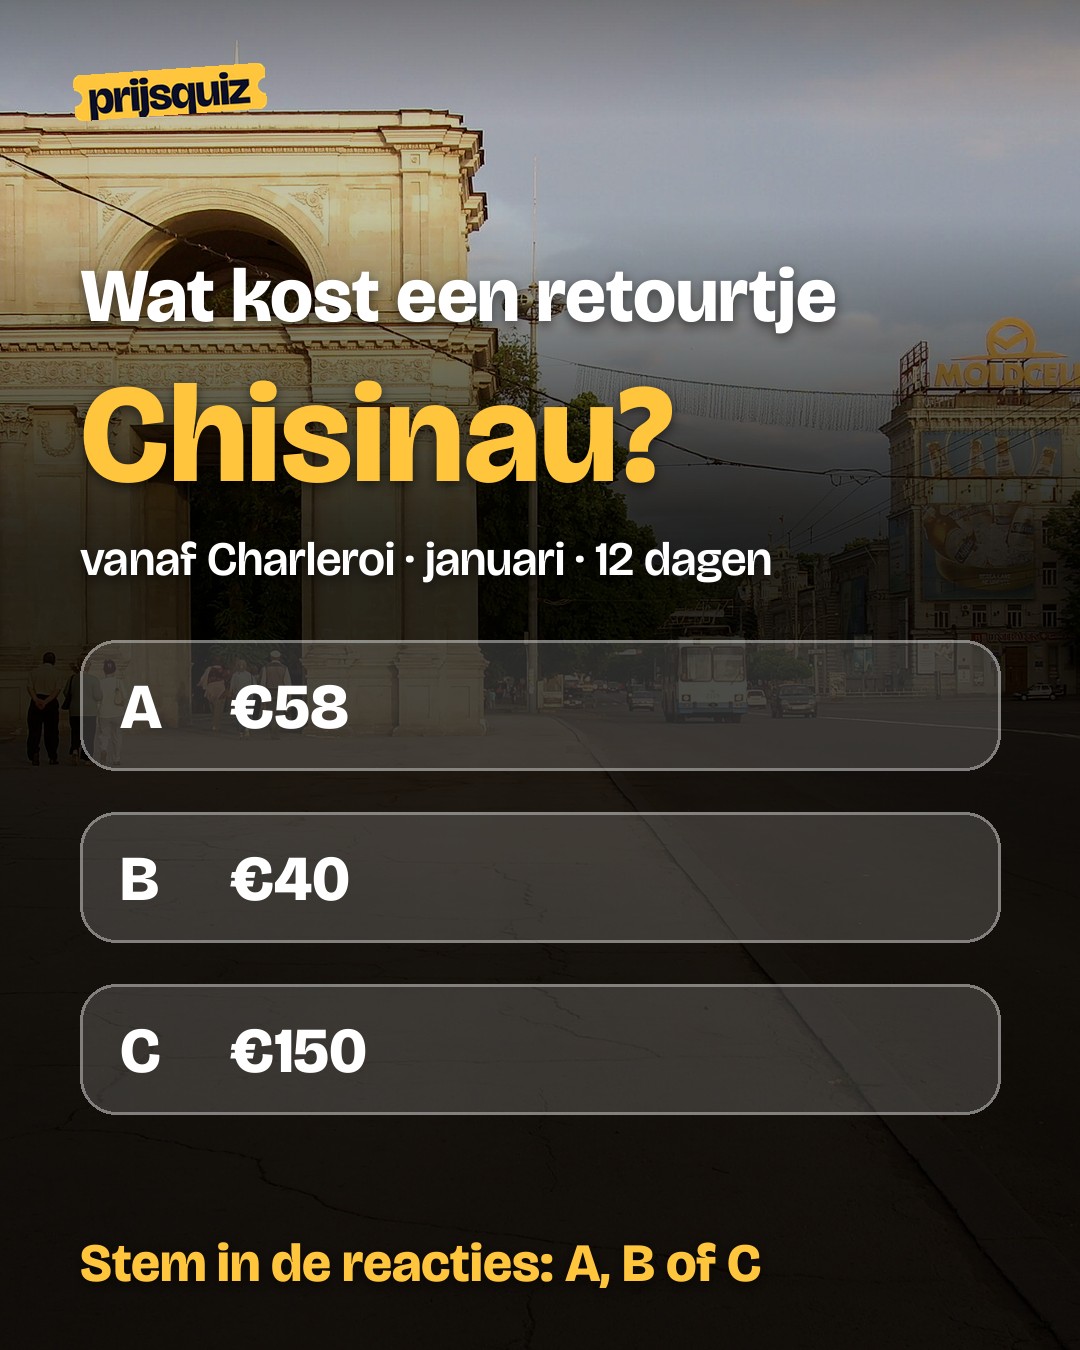 prijsquiz
Wat kost een retourtje
MOLDCELL
Chisinau?
vanaf Charleroi · januari · 12 dagen
A €58
B €40
C €150
Stem in de reacties: A, B of C